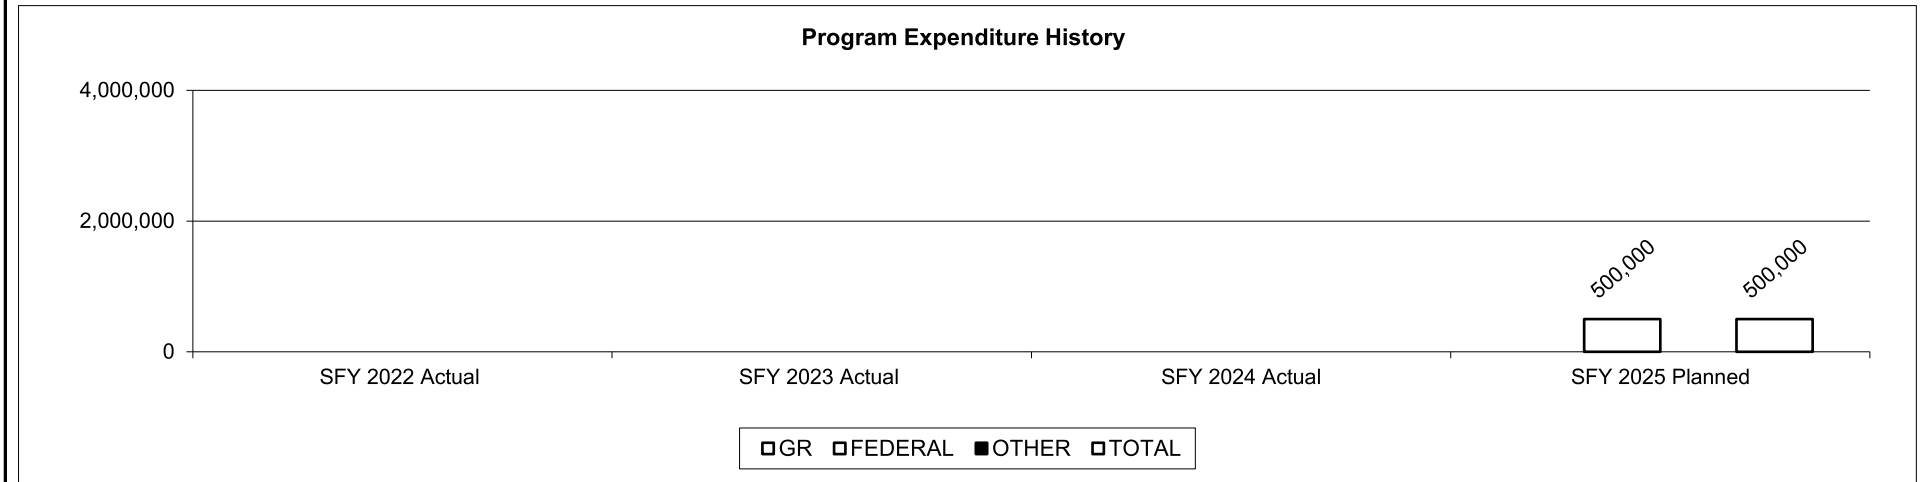 Program Expenditure History
4,000,000
2,000,000
0
500,000
500,000
SFY 2022 Actual
SFY 2023 Actual
SFY 2024 Actual
SFY 2025 Planned
GR FEDERAL OTHER TOTAL